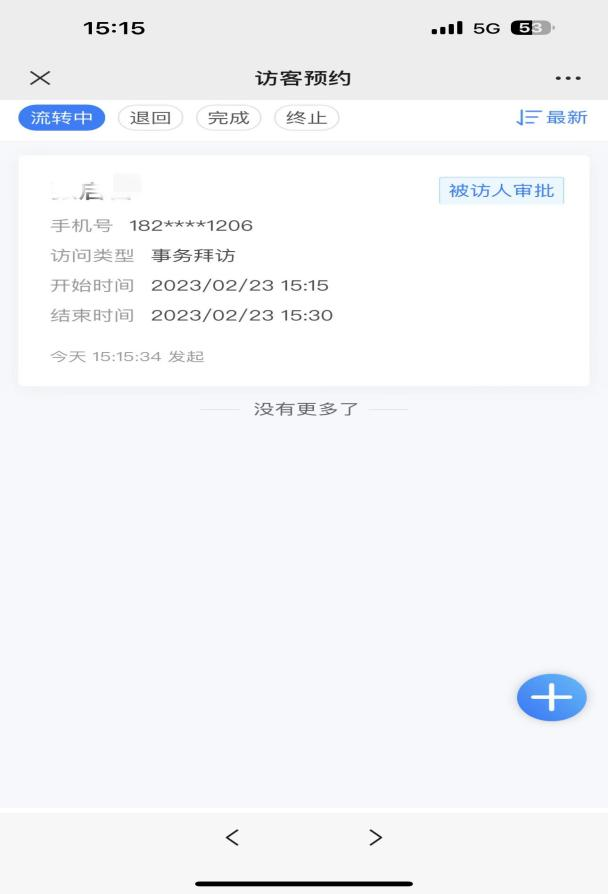 15:15 5G 53
访客预约
流转中 退回 完成 终止 最新
被访人审批
手机号 182****1206
访问类型 事务拜访
开始时间 2023/02/23 15:15
结束时间 2023/02/23 15:30
今天 15:15:34 发起
没有更多了